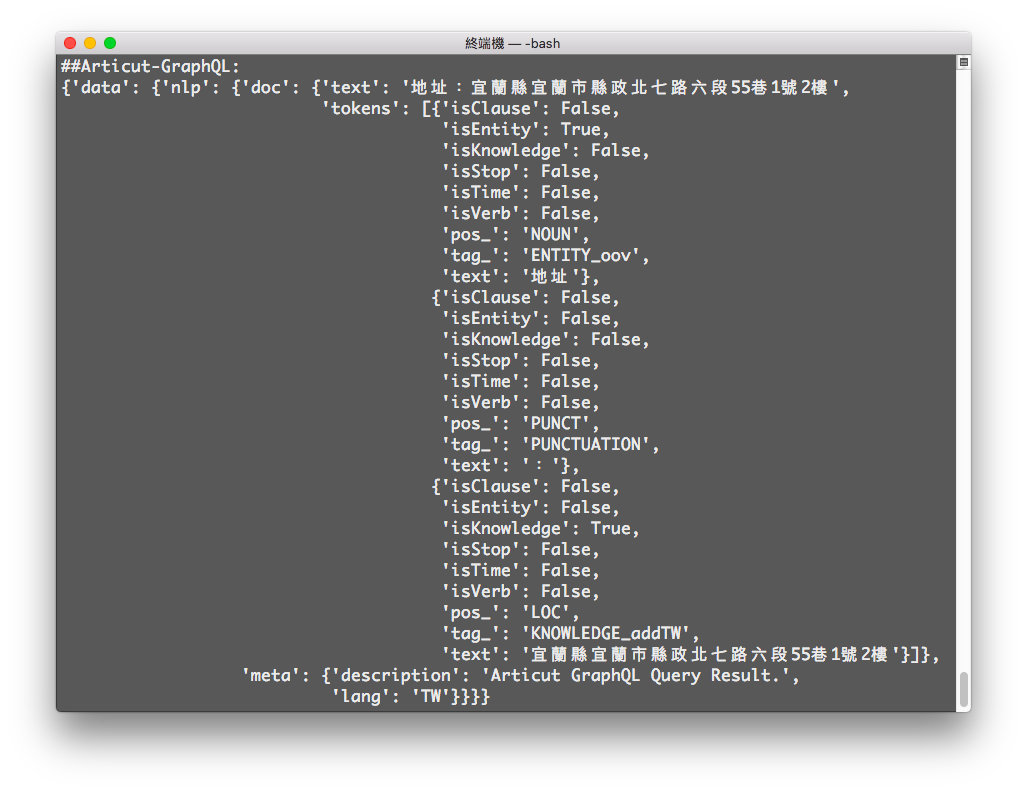 終端機 — -bash
##Articut-GraphQL:
{'data': {'nlp': {'doc': {'text': '地址：宜蘭縣宜蘭市縣政北七路六段55巷1號2樓',
'tokens': [{'isClause': False,
'isEntity': True,
'isKnowledge': False,
'isStop': False,
'isTime': False,
'isVerb': False,
'pos_': 'NOUN',
'tag_': 'ENTITY_oov',
'text': '地址'},
{'isClause': False,
'isEntity': False,
'isKnowledge': False,
'isStop': False,
'isTime': False,
'isVerb': False,
'pos_': 'PUNCT',
'tag_': 'PUNCTUATION',
'text': '：'},
{'isClause': False,
'isEntity': False,
'isKnowledge': True,
'isStop': False,
'isTime': False,
'isVerb': False,
'pos_': 'LOC',
'tag_': 'KNOWLEDGE_addTW',
'text': '宜蘭縣宜蘭市縣政北七路六段55巷1號2樓'}]},
'meta': {'description': 'Articut GraphQL Query Result.',
'lang': 'TW'}}}}